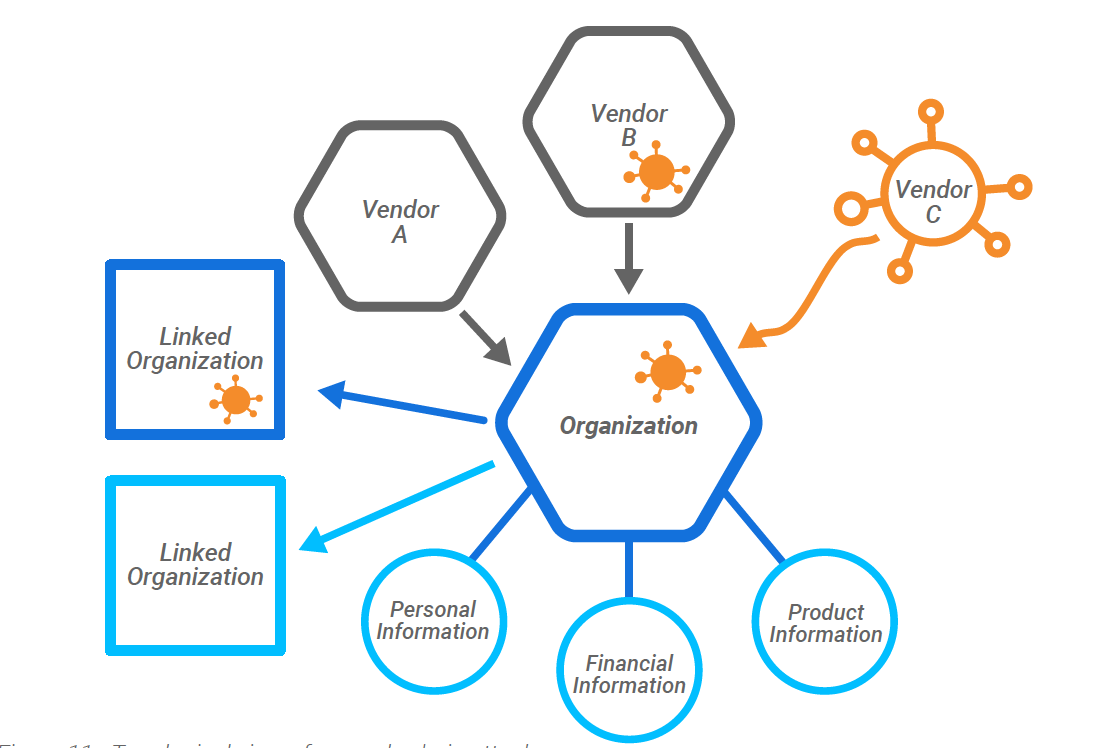 Vendor
B
Vendor
C
Vendor
A
Linked
Organization
Organization
Linked
Organization
Personal
Information
Product
Information
Financial
Information